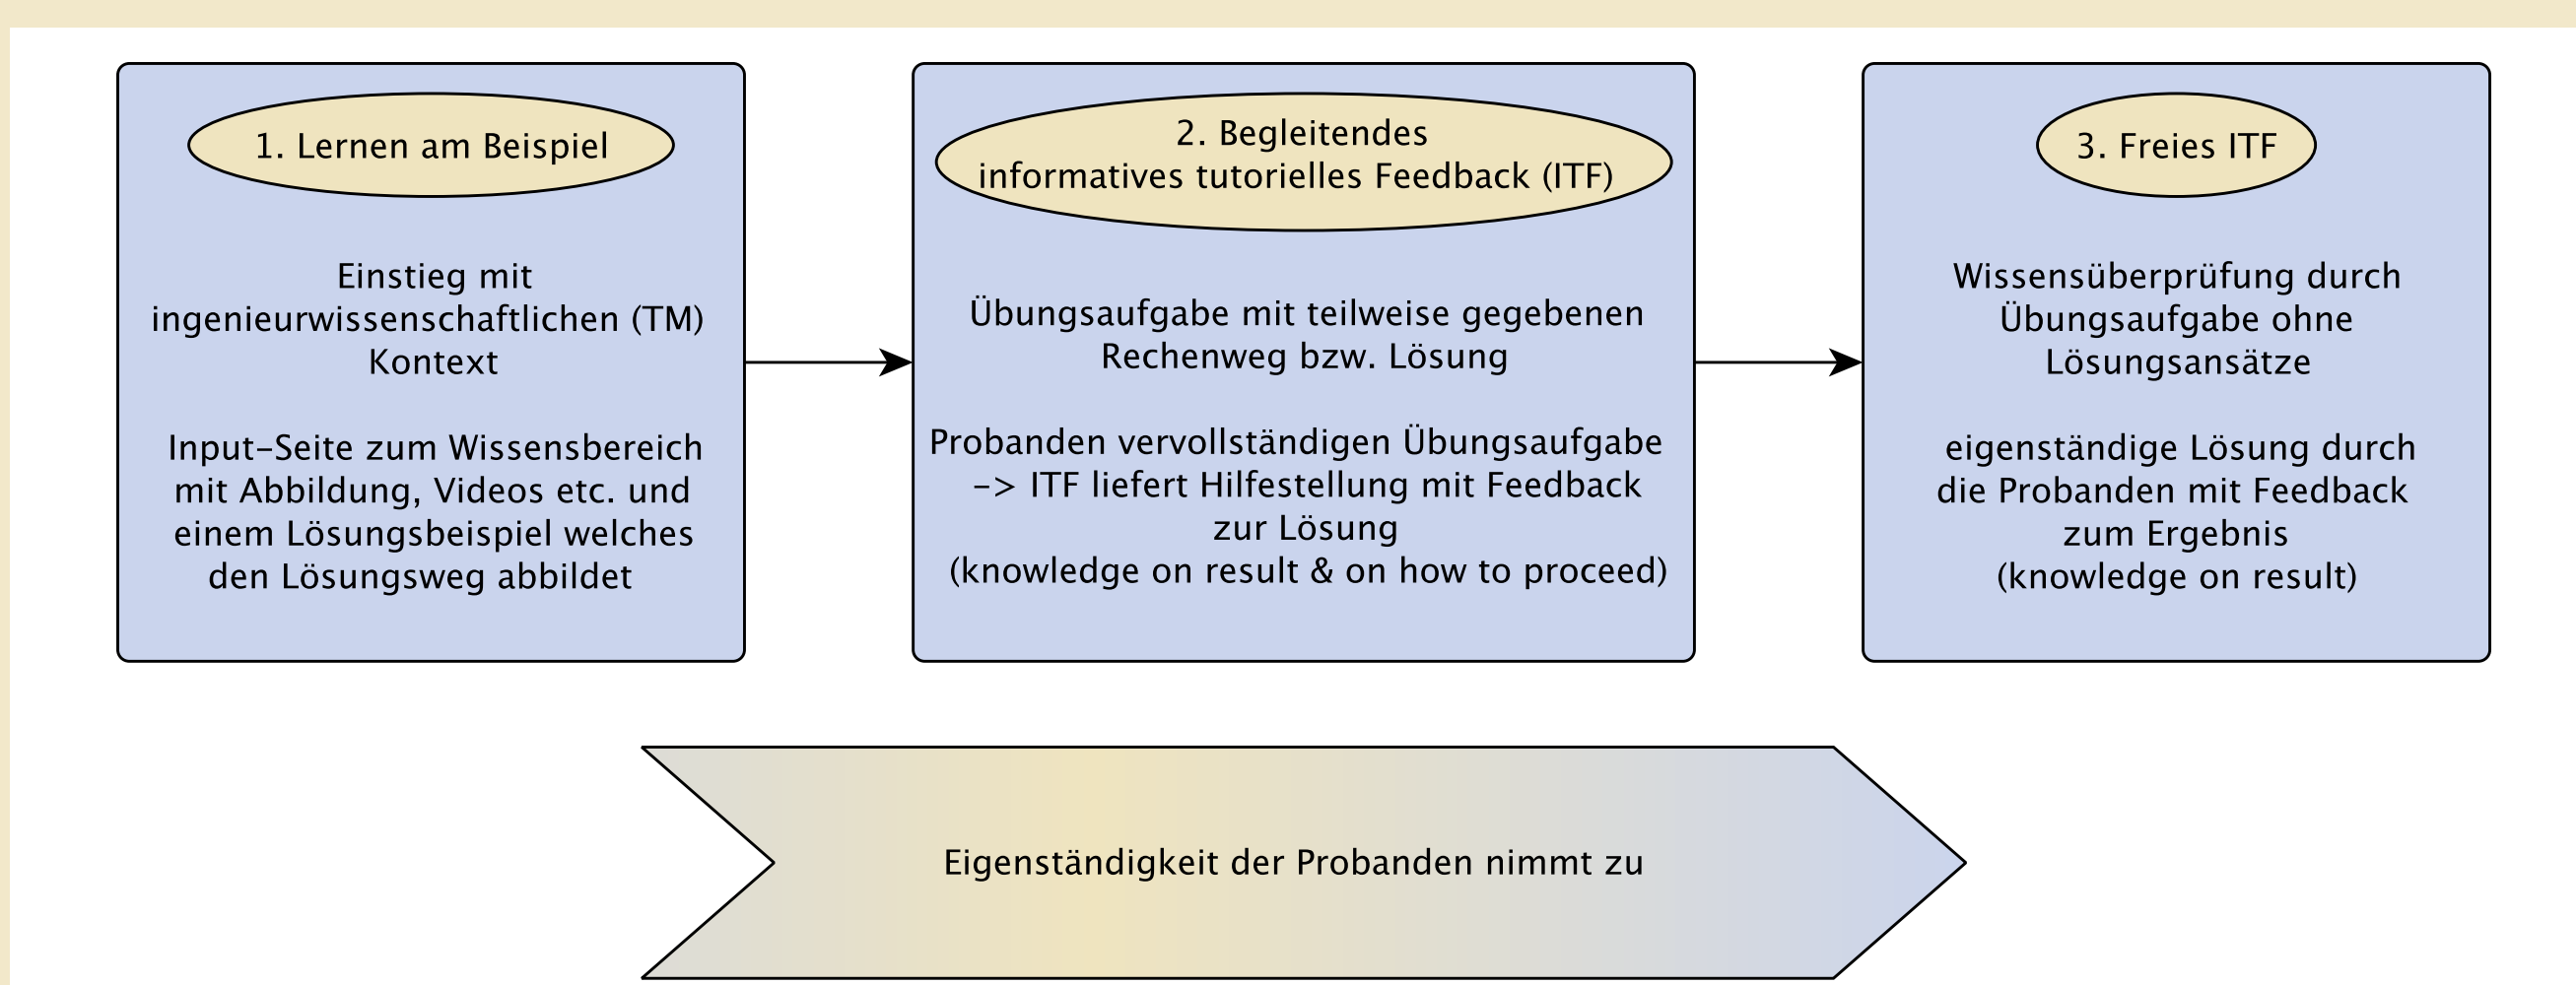 1. Lernen am Beispiel
Einstieg mit
ingenieurwissenschaftlichen (TM)
Kontext
Input-Seite zum Wissensbereich
mit Abbildung, Videos etc. und
einem Lösungsbeispiel welches
den Lösungsweg abbildet
2. Begleitendes
informatives tutorielles Feedback (ITF)
Übungsaufgabe mit teilweise gegebenen
Rechenweg bzw. Lösung
Probanden vervollständigen Übungsaufgabe
-> ITF liefert Hilfestellung mit Feedback
zur Lösung
(knowledge on result & on how to proceed)
3. Freies ITF
Wissensüberprüfung durch
Übungsaufgabe ohne
Lösungsansätze
eigenständige Lösung durch
die Probanden mit Feedback
zum Ergebnis
(knowledge on result)
Eigenständigkeit der Probanden nimmt zu